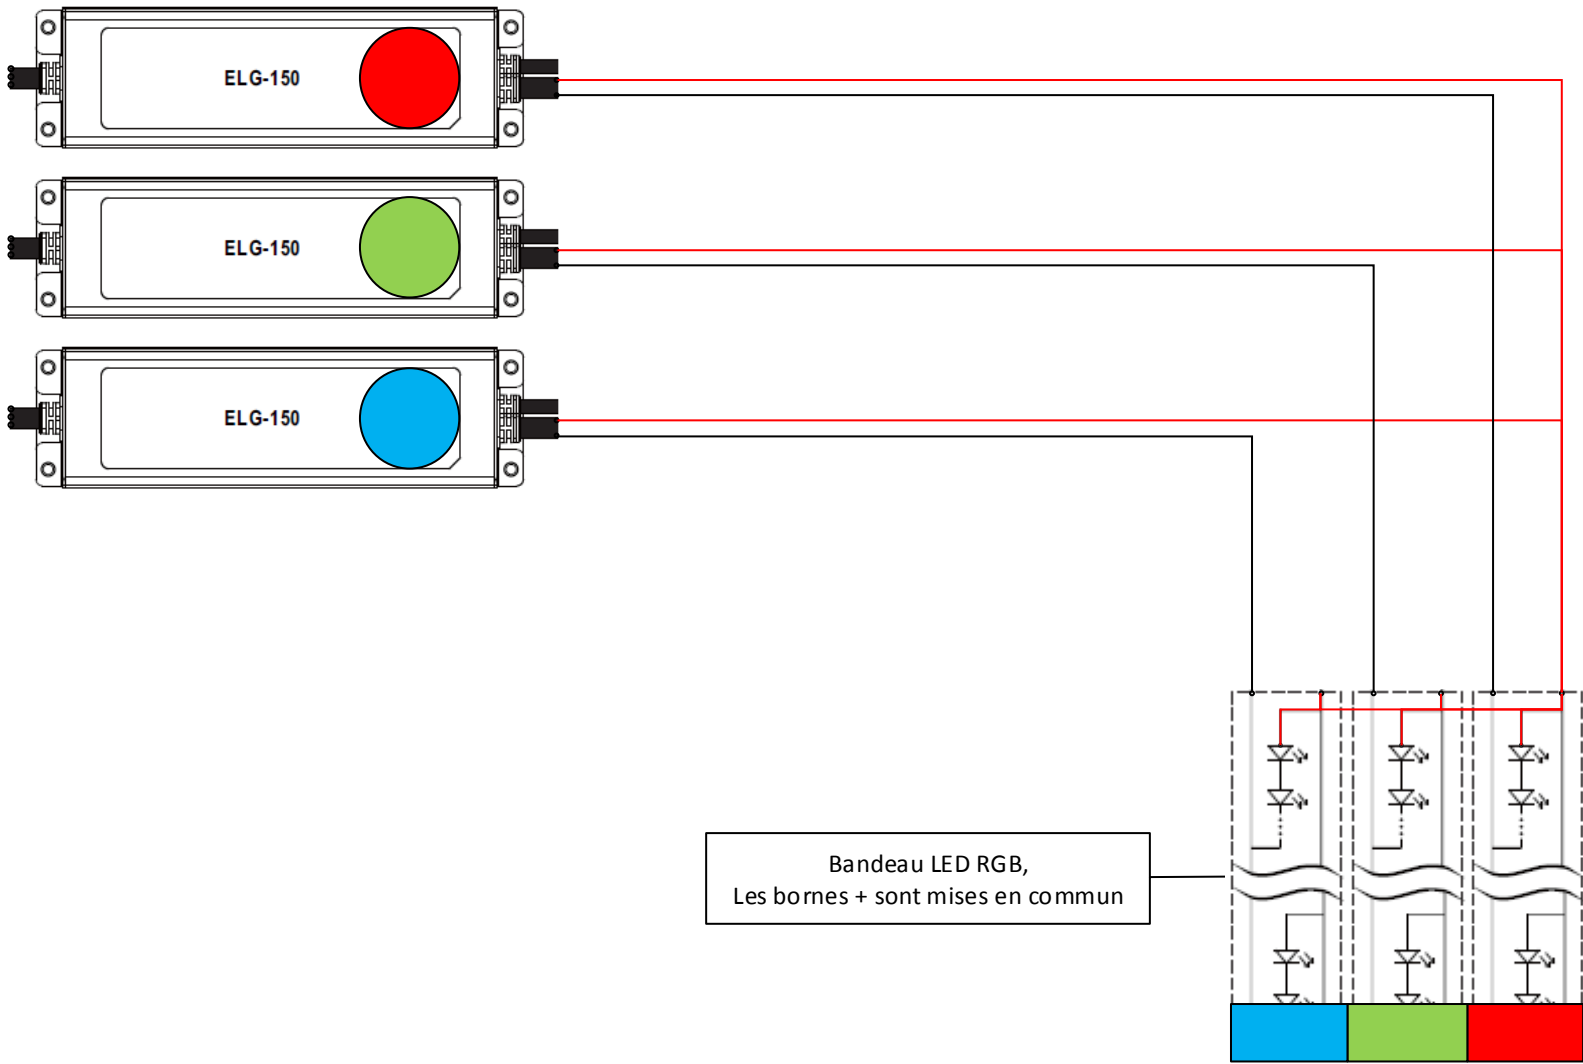 ELG-150
ELG-150
ELG-150
Bandeau LED RGB,
Les bornes + sont mises en commun